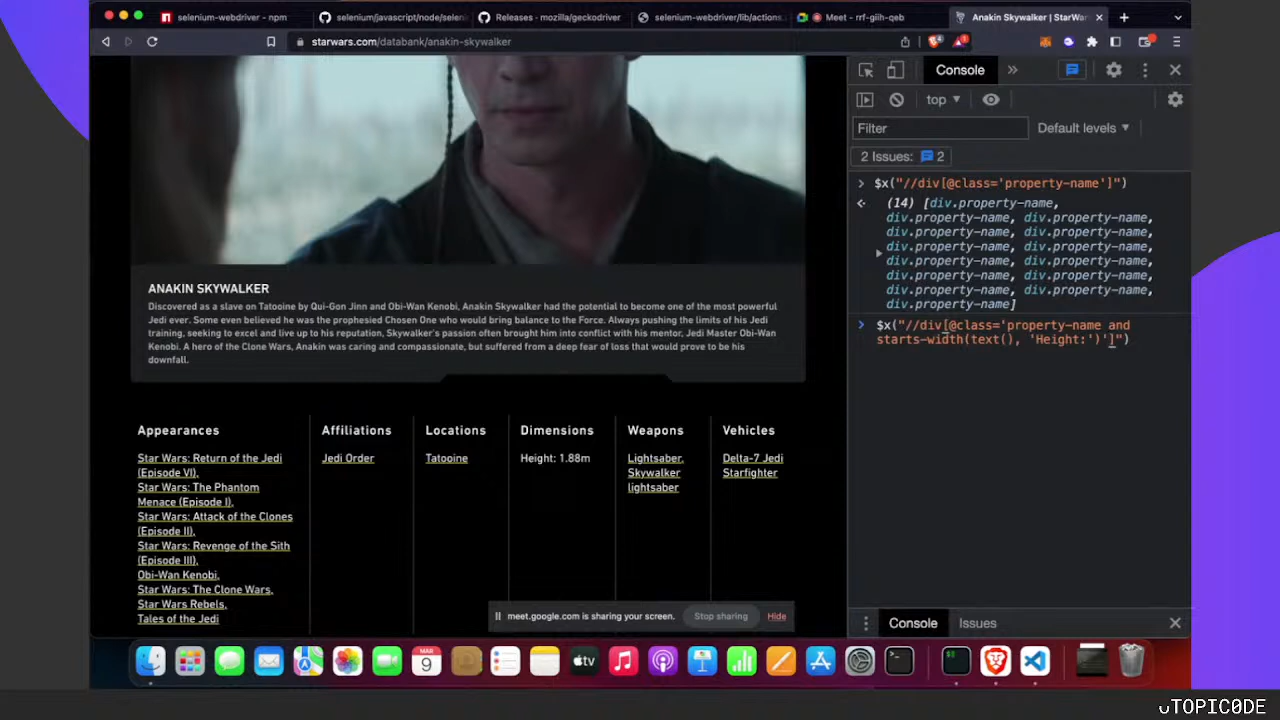 selenium-webdriver - npm
selenium/javascript/node/selen
Releases · mozilla/geckodriver
selenium-webdriver/lib/actions.
Meet - rrf-giih-qeb
Anakin Skywalker | StarWar
starwars.com/databank/anakin-skywalker
Console
Filter
top
Default levels
2 Issues:
2
$x("//div[@class='property-name']")
(14) [div.property-name,
div.property-name, div.property-name,
div.property-name, div.property-name,
div.property-name, div.property-name,
div.property-name, div.property-name,
div.property-name, div.property-name,
div.property-name, div.property-name,
div.property-name]
$x("//div[@class='property-name and
starts-width(text(), 'Height:')']")
ANAKIN SKYWALKER
Discovered as a slave on Tatooine by Qui-Gon Jinn and Obi-Wan Kenobi, Anakin Skywalker had the potential to become one of the most powerful
Jedi ever. Some even believed he was the prophesied Chosen One who would bring balance to the Force. Always pushing the limits of his Jedi
training, seeking to excel and live up to his reputation, Skywalker's passion often brought him into conflict with his mentor, Jedi Master Obi-Wan
Kenobi. A hero of the Clone Wars, Anakin was caring and compassionate, but suffered from a deep fear of loss that would prove to be his
downfall.
Appearances
Star Wars: Return of the Jedi
(Episode VI),
Star Wars: The Phantom
Menace (Episode I),
Star Wars: Attack of the Clones
(Episode II),
Star Wars: Revenge of the Sith
(Episode III),
Obi-Wan Kenobi,
Star Wars: The Clone Wars,
Star Wars Rebels,
Tales of the Jedi
Affiliations
Jedi Order
Locations
Tatooine
Dimensions
Height: 1.88m
Weapons
Lightsaber,
Skywalker
lightsaber
Vehicles
Delta-7 Jedi
Starfighter
meet.google.com is sharing your screen.
Stop sharing
Hide
Console
Issues
MAR
9
tv
uTOPIC0DE